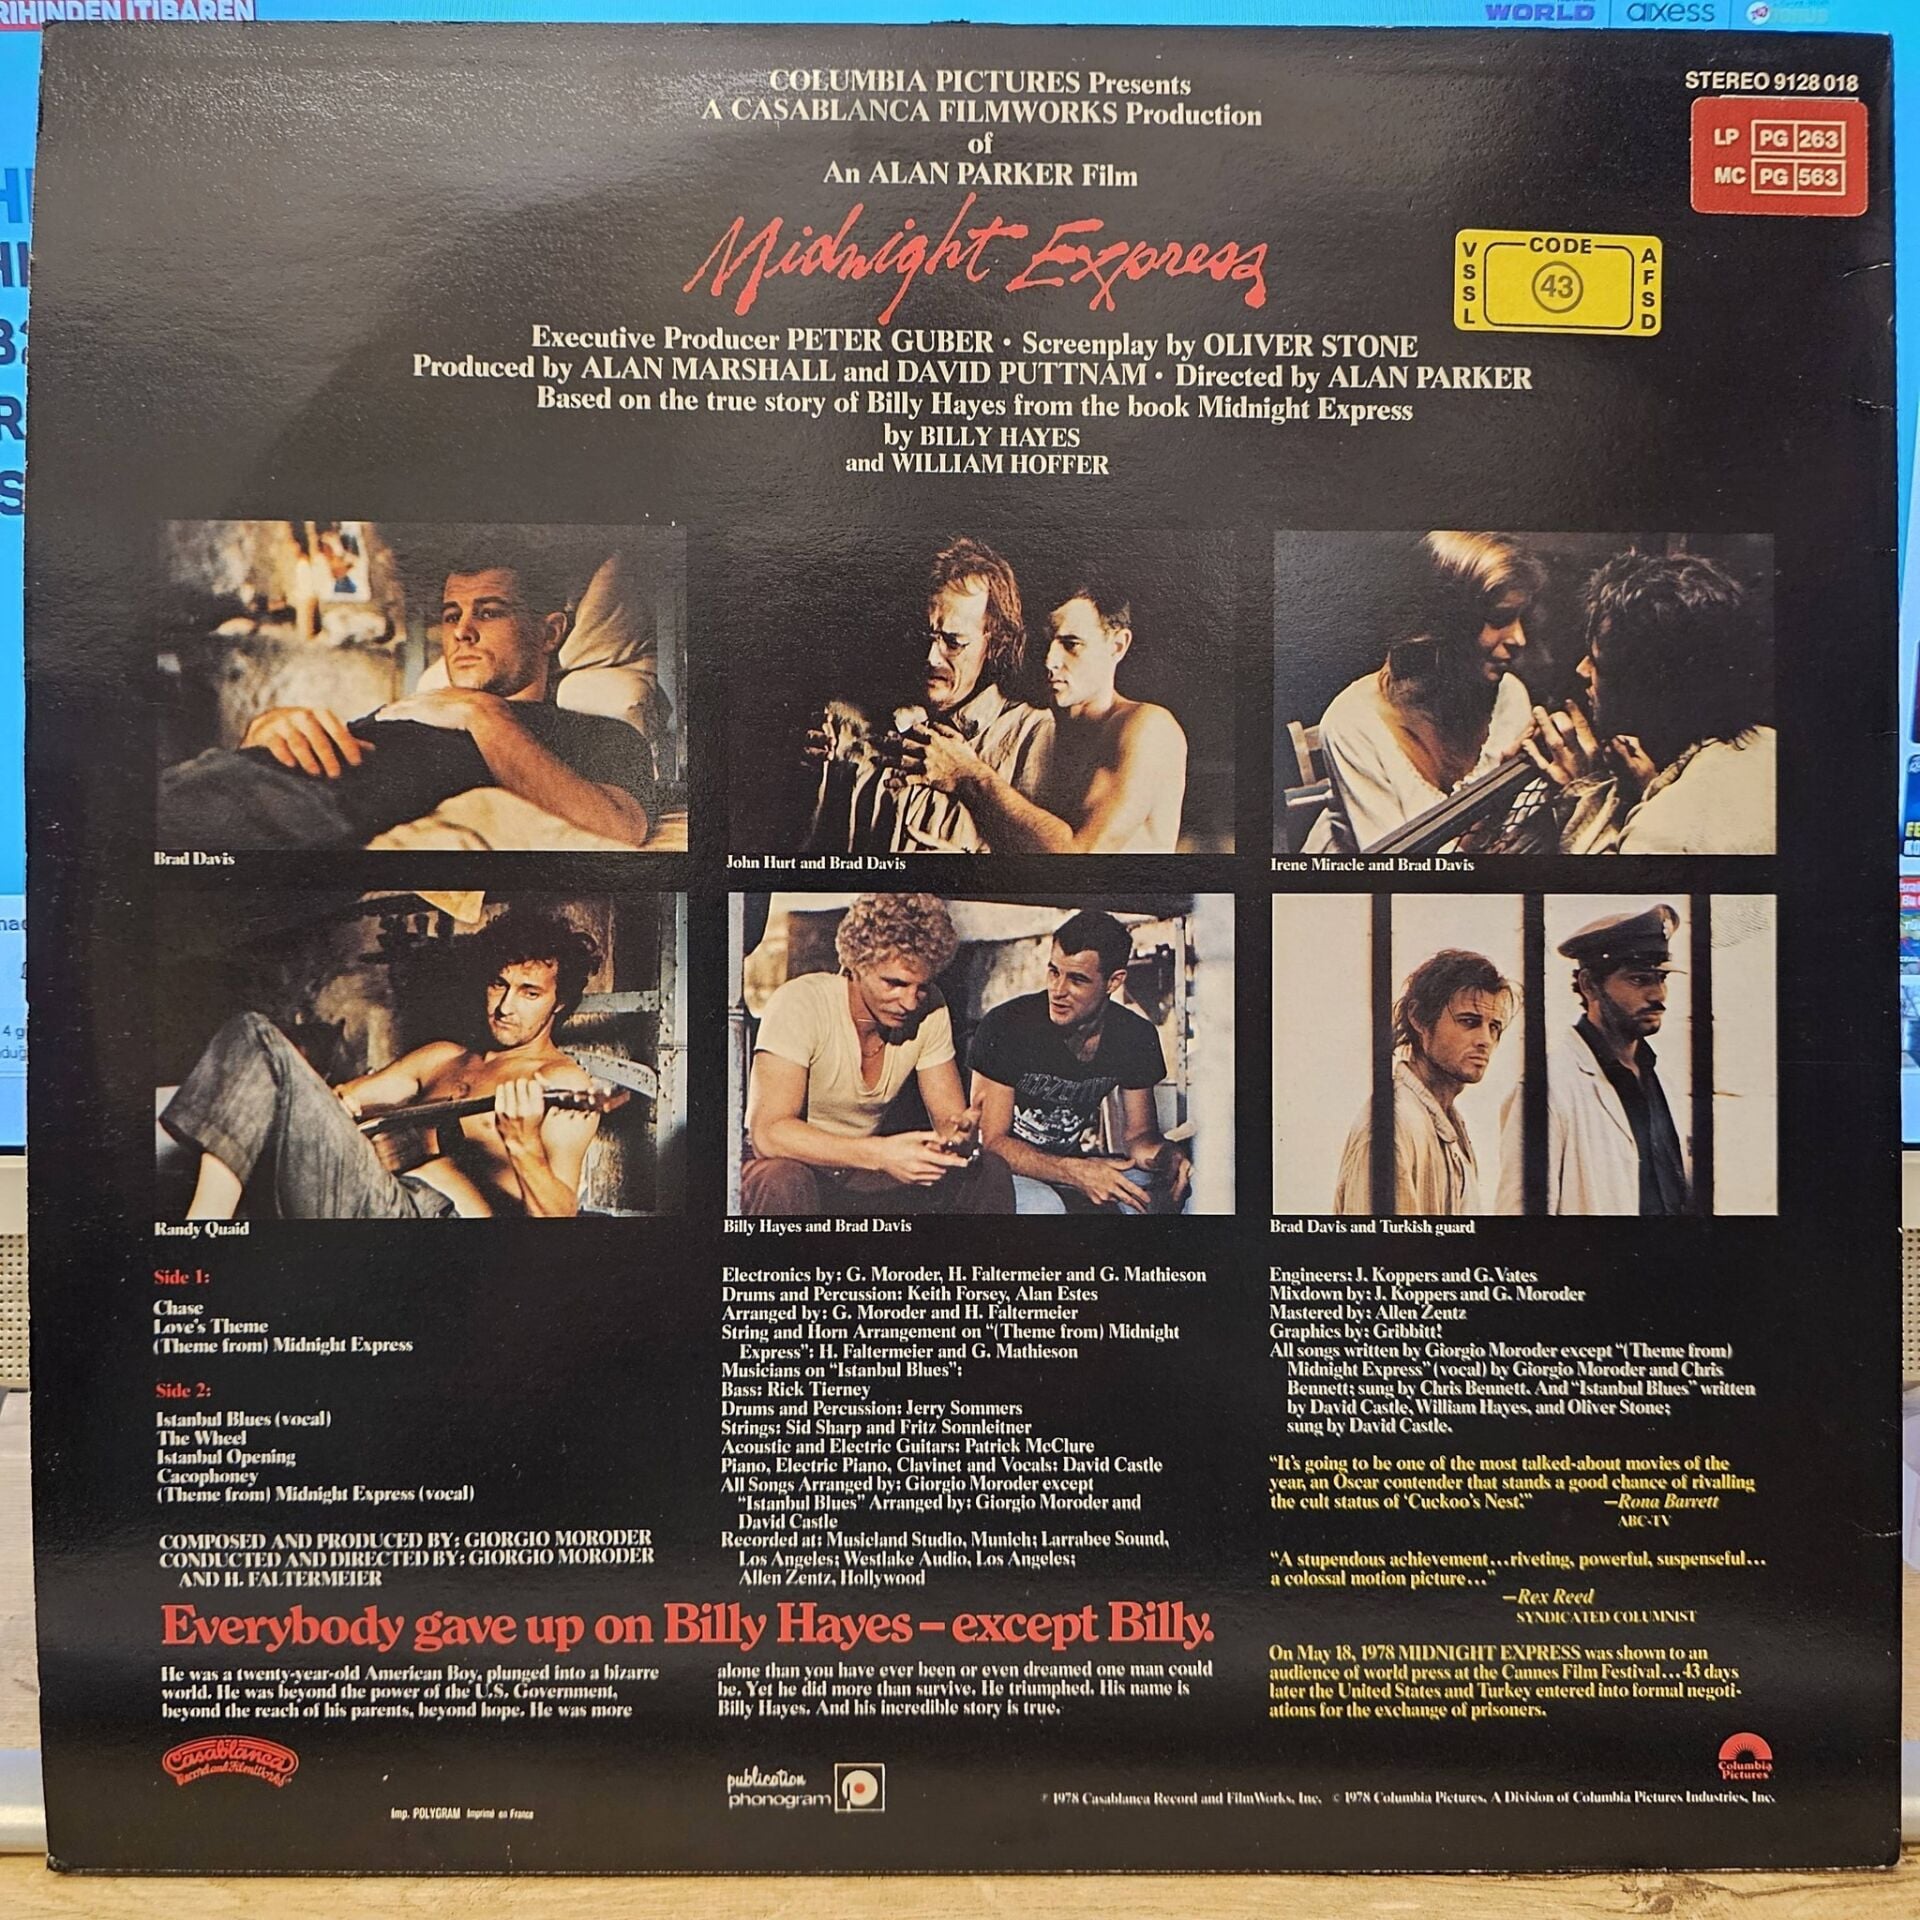 RIHINDEN ITIBAREN
WORLD
axess
COLUMBIA PICTURES Presents
A CASABLANCA FILMWORKS Production
of
An ALAN PARKER Film
Midnight Express
STEREO 9128 018
LP PG 263
MC PG 563
VSSL CODE 43 AFSD
Executive Producer PETER GUBER • Screenplay by OLIVER STONE
Produced by ALAN MARSHALL and DAVID PUTTNAM • Directed by ALAN PARKER
Based on the true story of Billy Hayes from the book Midnight Express
by BILLY HAYES
and WILLIAM HOFFER
Brad Davis
John Hurt and Brad Davis
Irene Miracle and Brad Davis
Randy Quaid
Billy Hayes and Brad Davis
Brad Davis and Turkish guard
Side 1:
Chase
Love's Theme
(Theme from) Midnight Express
Side 2:
Istanbul Blues (vocal)
The Wheel
Istanbul Opening
Cacophoney
(Theme from) Midnight Express (vocal)
COMPOSED AND PRODUCED BY: GIORGIO MORODER
CONDUCTED AND DIRECTED BY: GIORGIO MORODER
AND H. FALTERMEIER
Electronics by: G. Moroder, H. Faltermeier and G. Mathieson
Drums and Percussion: Keith Forsey, Alan Estes
Arranged by: G. Moroder and H. Faltermeier
String and Horn Arrangement on "(Theme from) Midnight
Express": H. Faltermeier and G. Mathieson
Musicians on "Istanbul Blues":
Bass: Rick Tierney
Drums and Percussion: Jerry Sommers
Strings: Sid Sharp and Fritz Sonnleitner
Acoustic and Electric Guitars: Patrick McClure
Piano, Electric Piano, Clavinet and Vocals: David Castle
All Songs Arranged by: Giorgio Moroder except
"Istanbul Blues" Arranged by: Giorgio Moroder and
David Castle
Recorded at: Musicland Studio, Munich; Larrabee Sound,
Los Angeles; Westlake Audio, Los Angeles;
Allen Zentz, Hollywood
Engineers: J. Koppers and G. Vates
Mixdown by: J. Koppers and G. Moroder
Mastered by: Allen Zentz
Graphics by: Gribbitt!
All songs written by Giorgio Moroder except "(Theme from)
Midnight Express" (vocal) by Giorgio Moroder and Chris
Bennett; sung by Chris Bennett. And "Istanbul Blues" written
by David Castle, William Hayes, and Oliver Stone;
sung by David Castle.
"It's going to be one of the most talked-about movies of the
year, an Oscar contender that stands a good chance of rivalling
the cult status of 'Cuckoo's Nest.'" —Rona Barrett
ABC-TV
"A stupendous achievement...riveting, powerful, suspenseful...
a colossal motion picture..."
—Rex Reed
SYNDICATED COLUMNIST
On May 18, 1978 MIDNIGHT EXPRESS was shown to an
audience of world press at the Cannes Film Festival...43 days
later the United States and Turkey entered into formal negoti-
ations for the exchange of prisoners.
Everybody gave up on Billy Hayes – except Billy.
He was a twenty-year-old American Boy, plunged into a bizarre
world. He was beyond the power of the U.S. Government,
beyond the reach of his parents, beyond hope. He was more
alone than you have ever been or even dreamed one man could
be. Yet he did more than survive. He triumphed. His name is
Billy Hayes. And his incredible story is true.
Casablanca
Record and FilmWorks
Imp. POLYGRAM Imprimé en France
publication
phonogram
Columbia
Pictures
℗ 1978 Casablanca Record and FilmWorks, Inc. © 1978 Columbia Pictures, A Division of Columbia Pictures Industries, Inc.